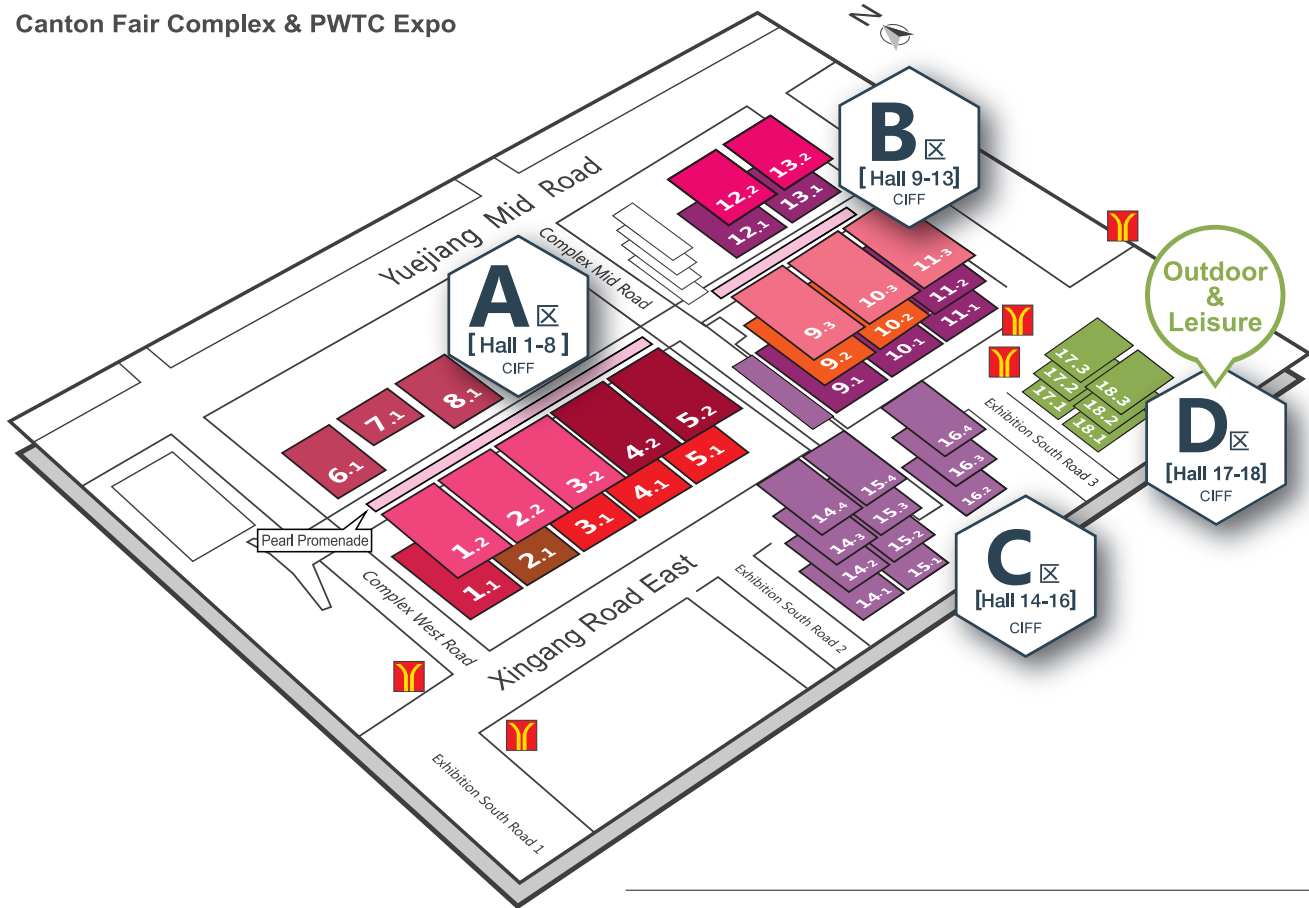 Canton Fair Complex & PWTC Expo
N
B区
[Hall 9-13]
CIFF
13.2
12.2
13.1
12.1
Yuejiang Mid Road
Complex Mid Road
A区
[Hall 1-8 ]
CIFF
11.3
10.3
9.3
11.2
10.2
9.2
11.1
10.1
9.1
Outdoor
&
Leisure
17.3
17.2
17.1
18.3
18.2
18.1
D区
[Hall 17-18]
CIFF
8.1
7.1
6.1
5.2
4.2
3.2
2.2
1.2
5.1
4.1
3.1
2.1
1.1
Pearl Promenade
16.4
16.3
16.2
15.4
15.3
15.2
15.1
14.4
14.3
14.2
14.1
Exhibition South Road 3
C区
[Hall 14-16]
CIFF
Exhibition South Road 2
Complex West Road
Xingang Road East
Exhibition South Road 1